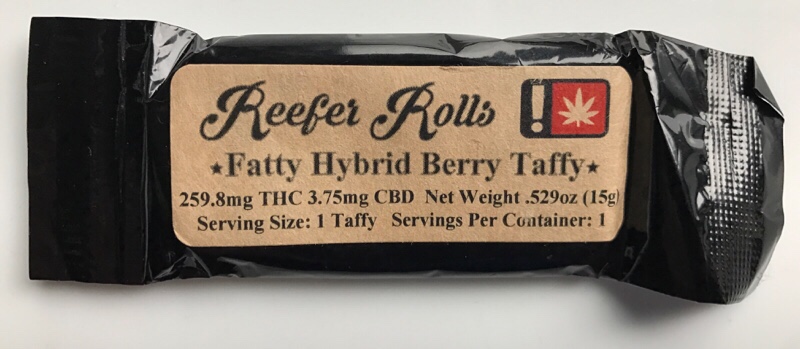 Reefer Rolls
★Fatty Hybrid Berry Taffy★
259.8mg THC 3.75mg CBD Net Weight .529oz (15g)
Serving Size: 1 Taffy Servings Per Container: 1